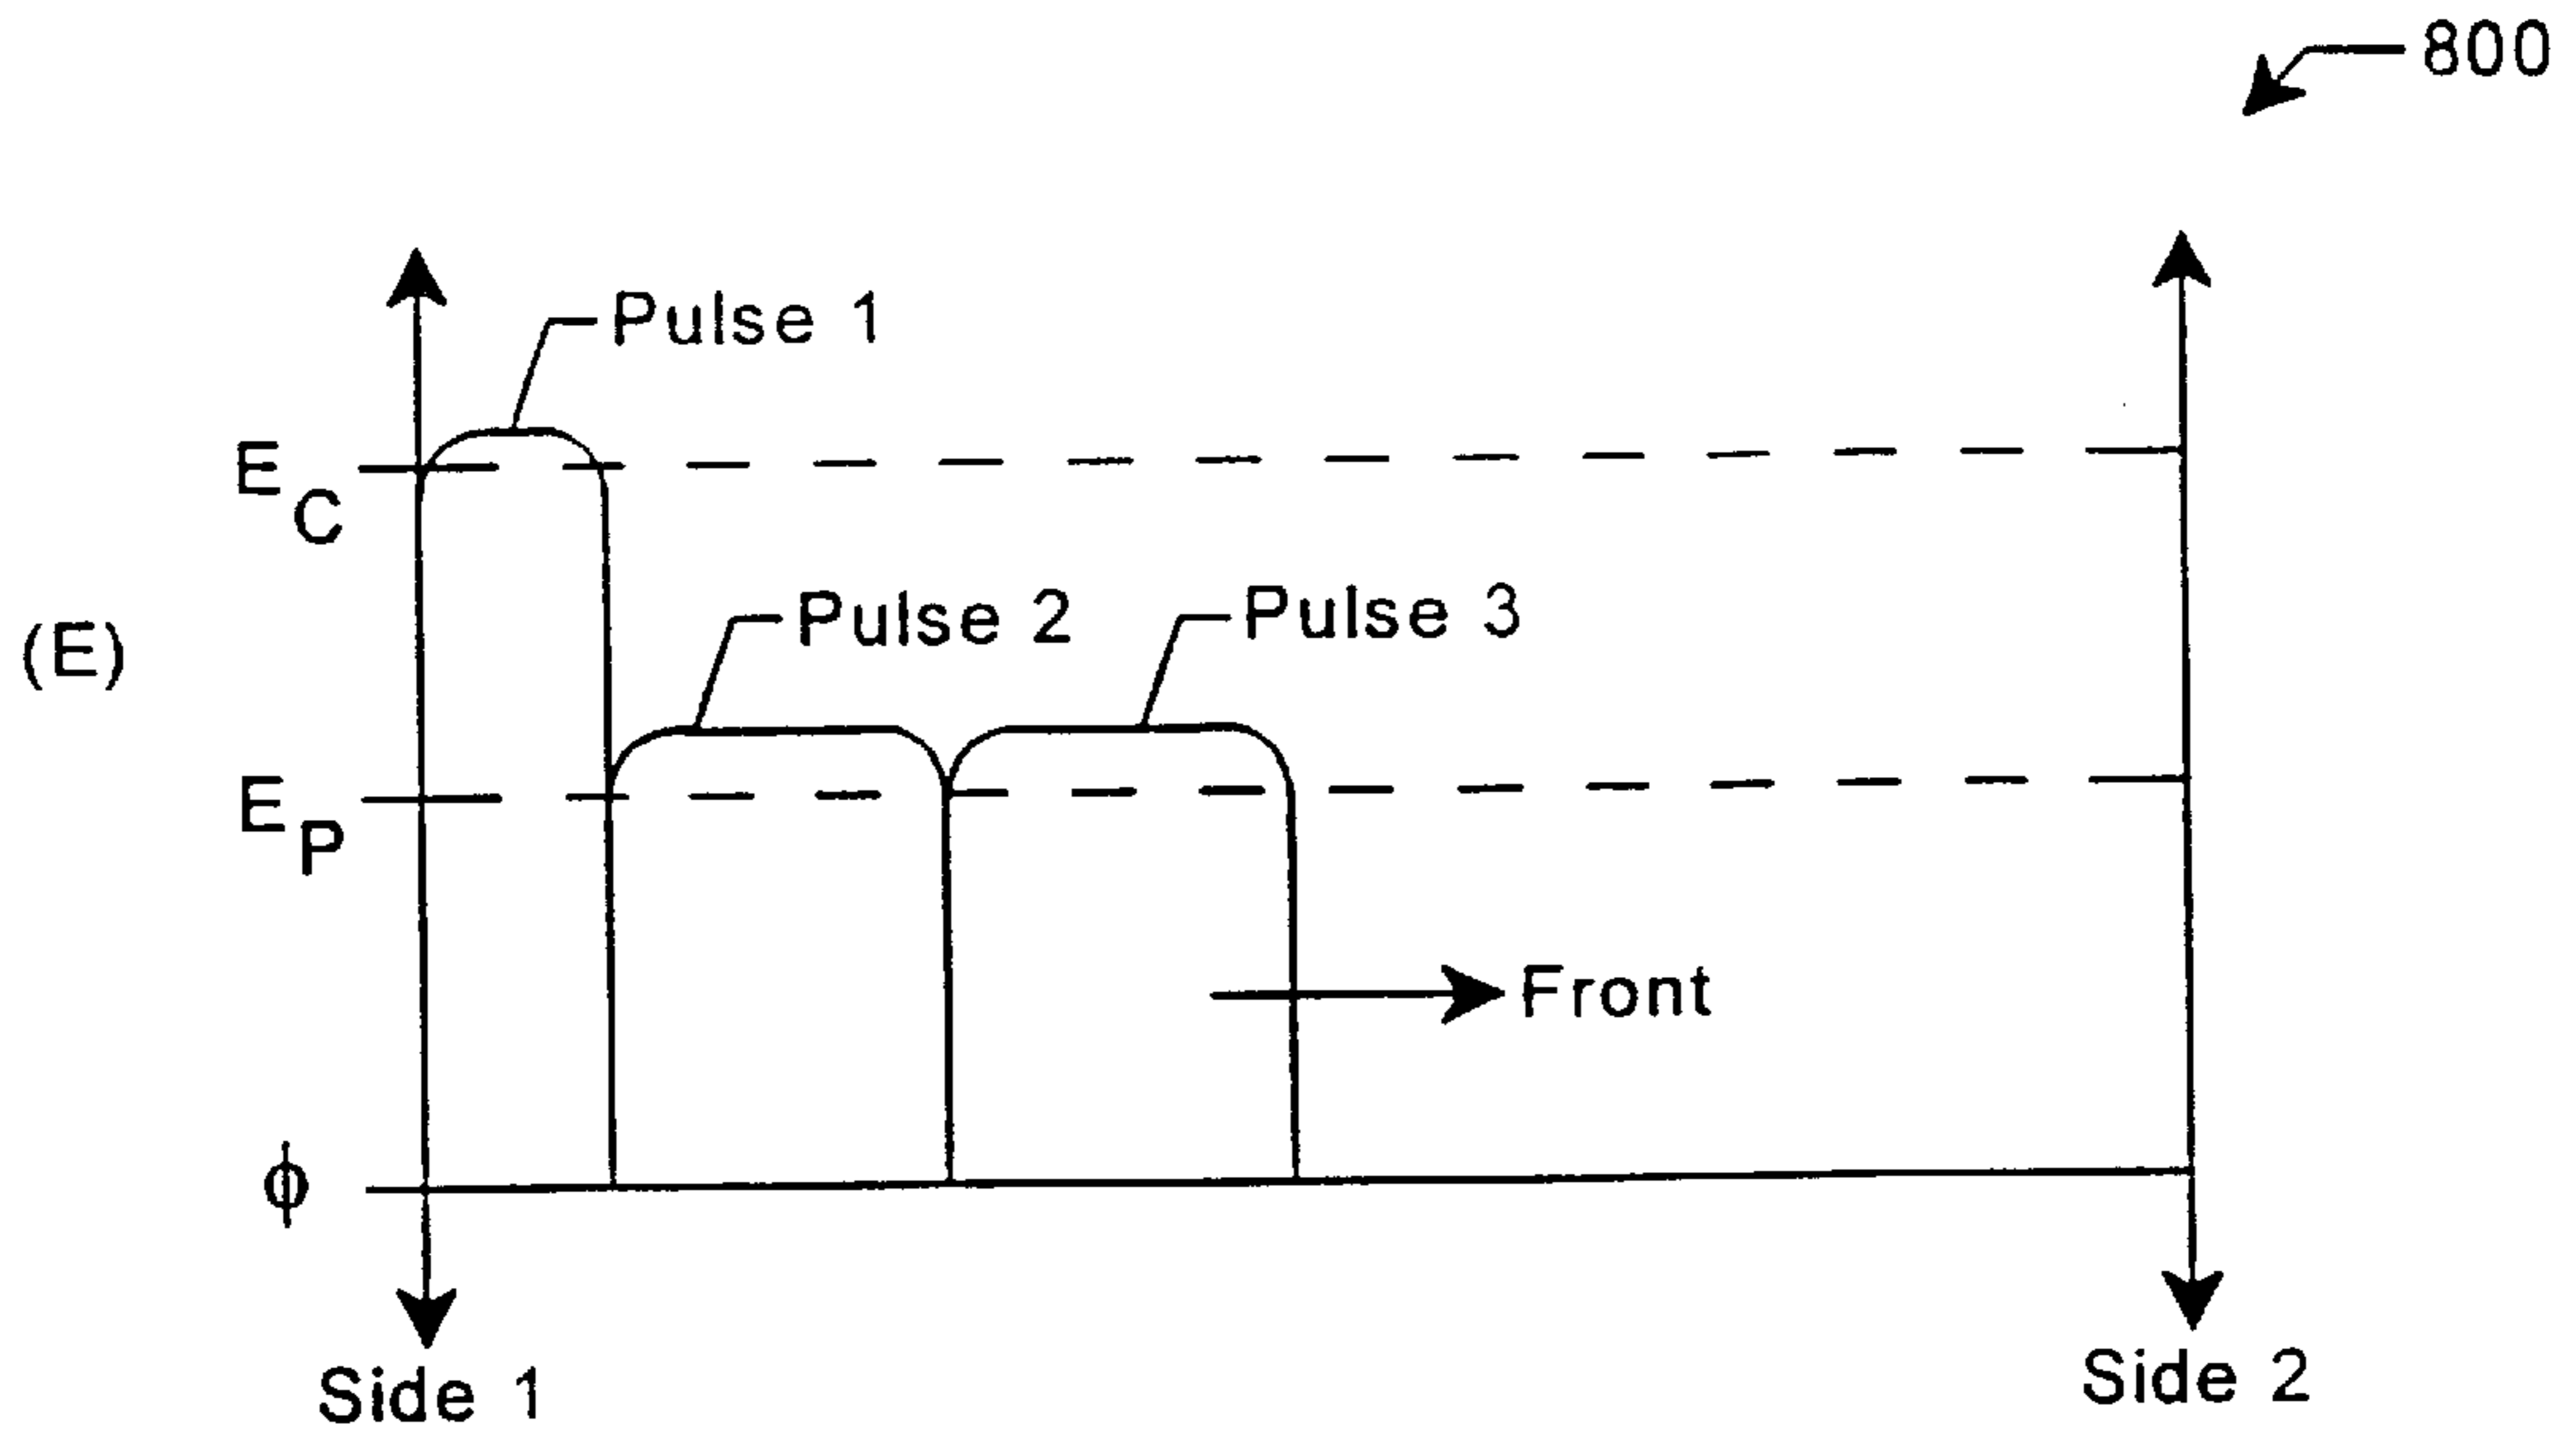 800
Pulse 1
E_C
(E)
Pulse 2
Pulse 3
E_P
Front
ϕ
Side 1
Side 2